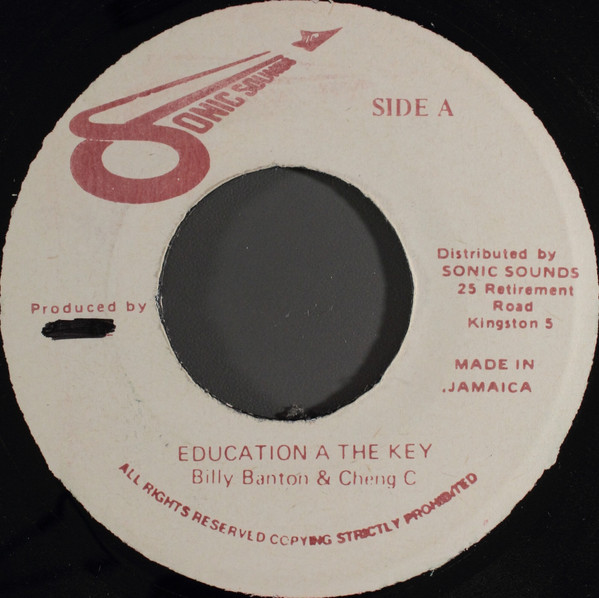 SONIC SOUNDS
SIDE A
Distributed by
SONIC SOUNDS
25 Retirement
Road
Kingston 5
Produced by
MADE IN
JAMAICA
EDUCATION A THE KEY
Billy Banton & Cheng C
ALL RIGHTS RESERVED COPYING STRICTLY PROHIBITED